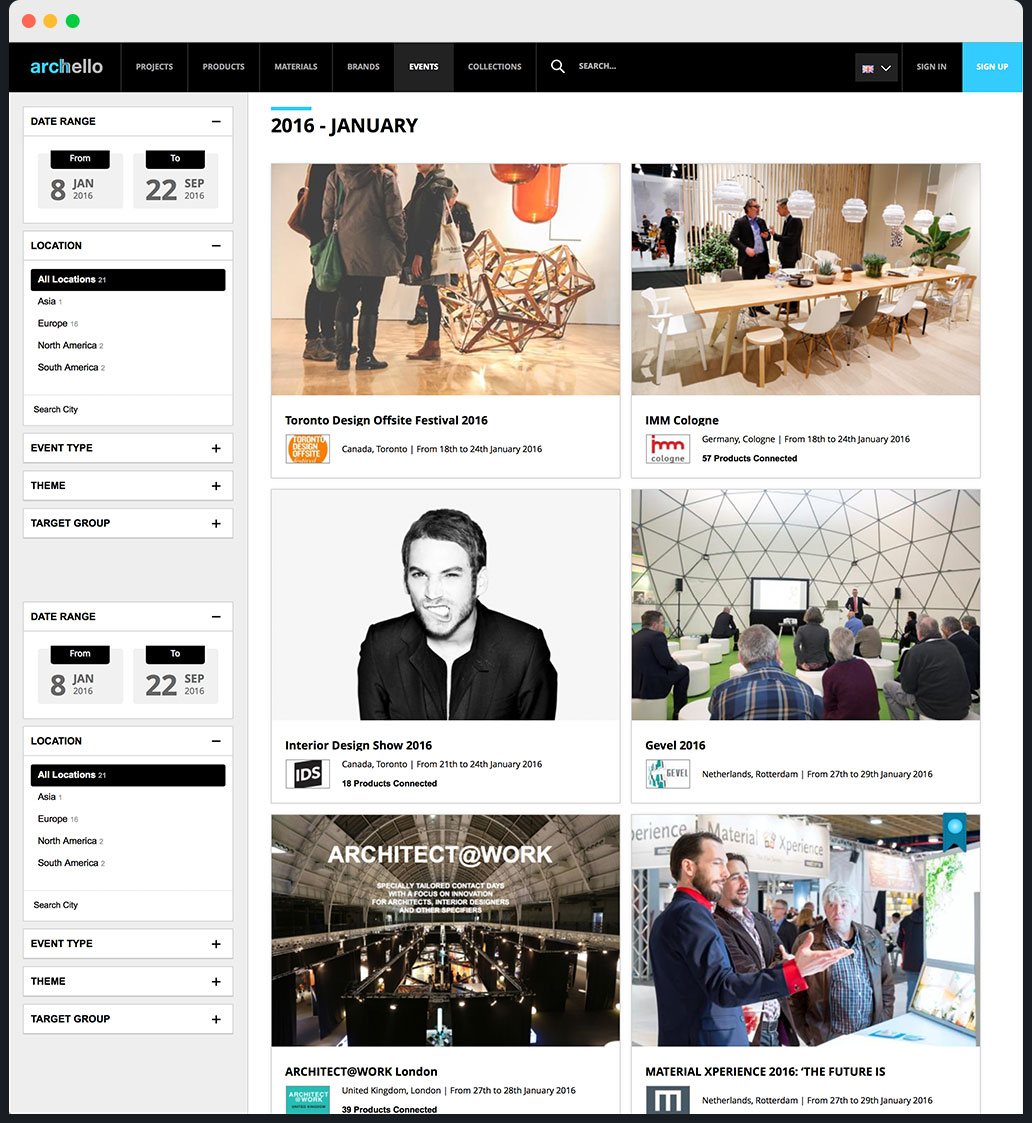 archello
PROJECTS
PRODUCTS
MATERIALS
BRANDS
EVENTS
COLLECTIONS
SEARCH...
SIGN IN
SIGN UP
DATE RANGE
From
To
8 JAN 2016
22 SEP 2016
LOCATION
All Locations 21
Asia 1
Europe 16
North America 2
South America 2
Search City
EVENT TYPE
THEME
TARGET GROUP
DATE RANGE
From
To
8 JAN 2016
22 SEP 2016
LOCATION
All Locations 21
Asia 1
Europe 16
North America 2
South America 2
Search City
EVENT TYPE
THEME
TARGET GROUP
2016 - JANUARY
Toronto Design Offsite Festival 2016
TORONTO
DESIGN
OFFSITE
festival
Canada, Toronto | From 18th to 24th January 2016
IMM Cologne
imm
cologne
Germany, Cologne | From 18th to 24th January 2016
57 Products Connected
Interior Design Show 2016
IDS
Canada, Toronto | From 21th to 24th January 2016
18 Products Connected
Gevel 2016
GEVEL
Netherlands, Rotterdam | From 27th to 29th January 2016
ARCHITECT@WORK
SPECIALLY TAILORED CONTACT DAYS
WITH A FOCUS ON INNOVATION
FOR ARCHITECTS, INTERIOR DESIGNERS
AND OTHER SPECIFIERS
ARCHITECT@WORK London
ARCHITECT
@WORK
UNITED KINGDOM
United Kingdom, London | From 27th to 28th January 2016
39 Products Connected
perience
Material Xperience
MATERIAL XPERIENCE 2016: ‘THE FUTURE IS
m
Netherlands, Rotterdam | From 27th to 29th January 2016